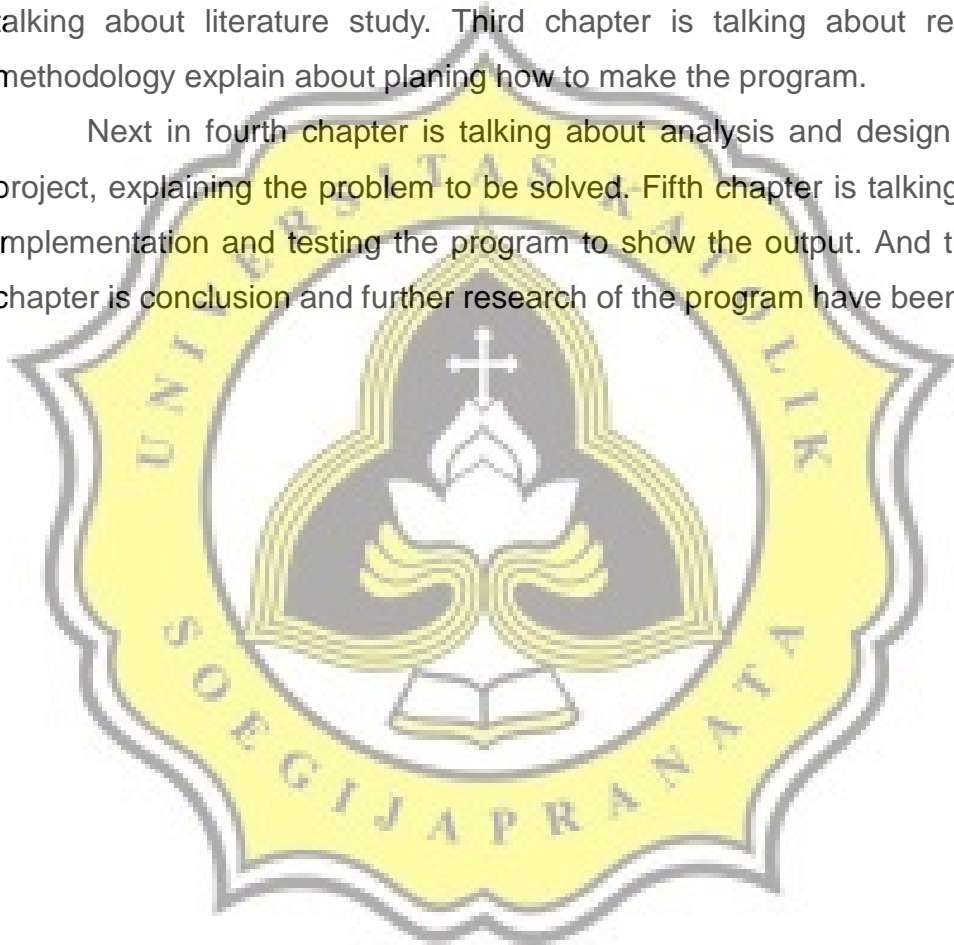 talking about literature study. Third chapter is talking about re
methodology explain about planing how to make the program.
Next in fourth chapter is talking about analysis and design
project, explaining the problem to be solved. Fifth chapter is talking
implementation and testing the program to show the output. And t
chapter is conclusion and further research of the program have been
UNIVERSITAS KATOLIK
SOEGIJAPRANATA